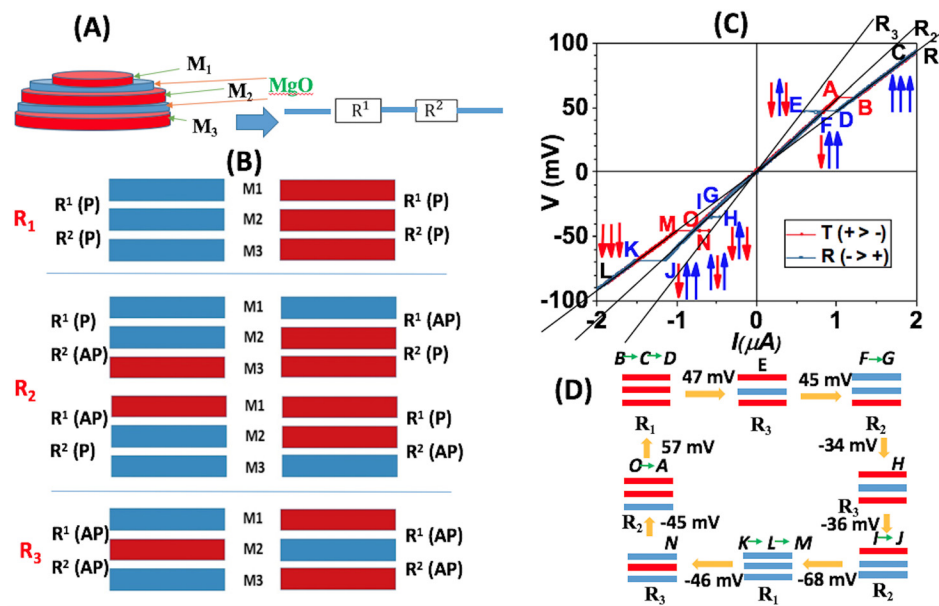 (A)
M1
MgO
M2
M3
R¹
R²
(B)
R1
R¹ (P)
R² (P)
M1
M2
M3
R¹ (P)
R² (P)
R2
R¹ (P)
R² (AP)
M1
M2
M3
R¹ (AP)
R² (P)
R¹ (AP)
R² (P)
M1
M2
M3
R¹ (P)
R² (AP)
R3
R¹ (AP)
R² (AP)
M1
M2
M3
R¹ (AP)
R² (AP)
(C)
R3
R2
R
100
50
0
-50
-100
V (mV)
C
A
B
E
F
D
G
I
H
M
O
N
K
J
L
T (+ > -)
R (- > +)
-2
-1
0
1
2
I(μA)
(D)
B→C→D
R1
47 mV
E
R3
45 mV
F→G
R2
-34 mV
H
R3
-36 mV
I→J
R2
-68 mV
K→L→M
R1
-46 mV
N
R3
-45 mV
O→A
R2
57 mV